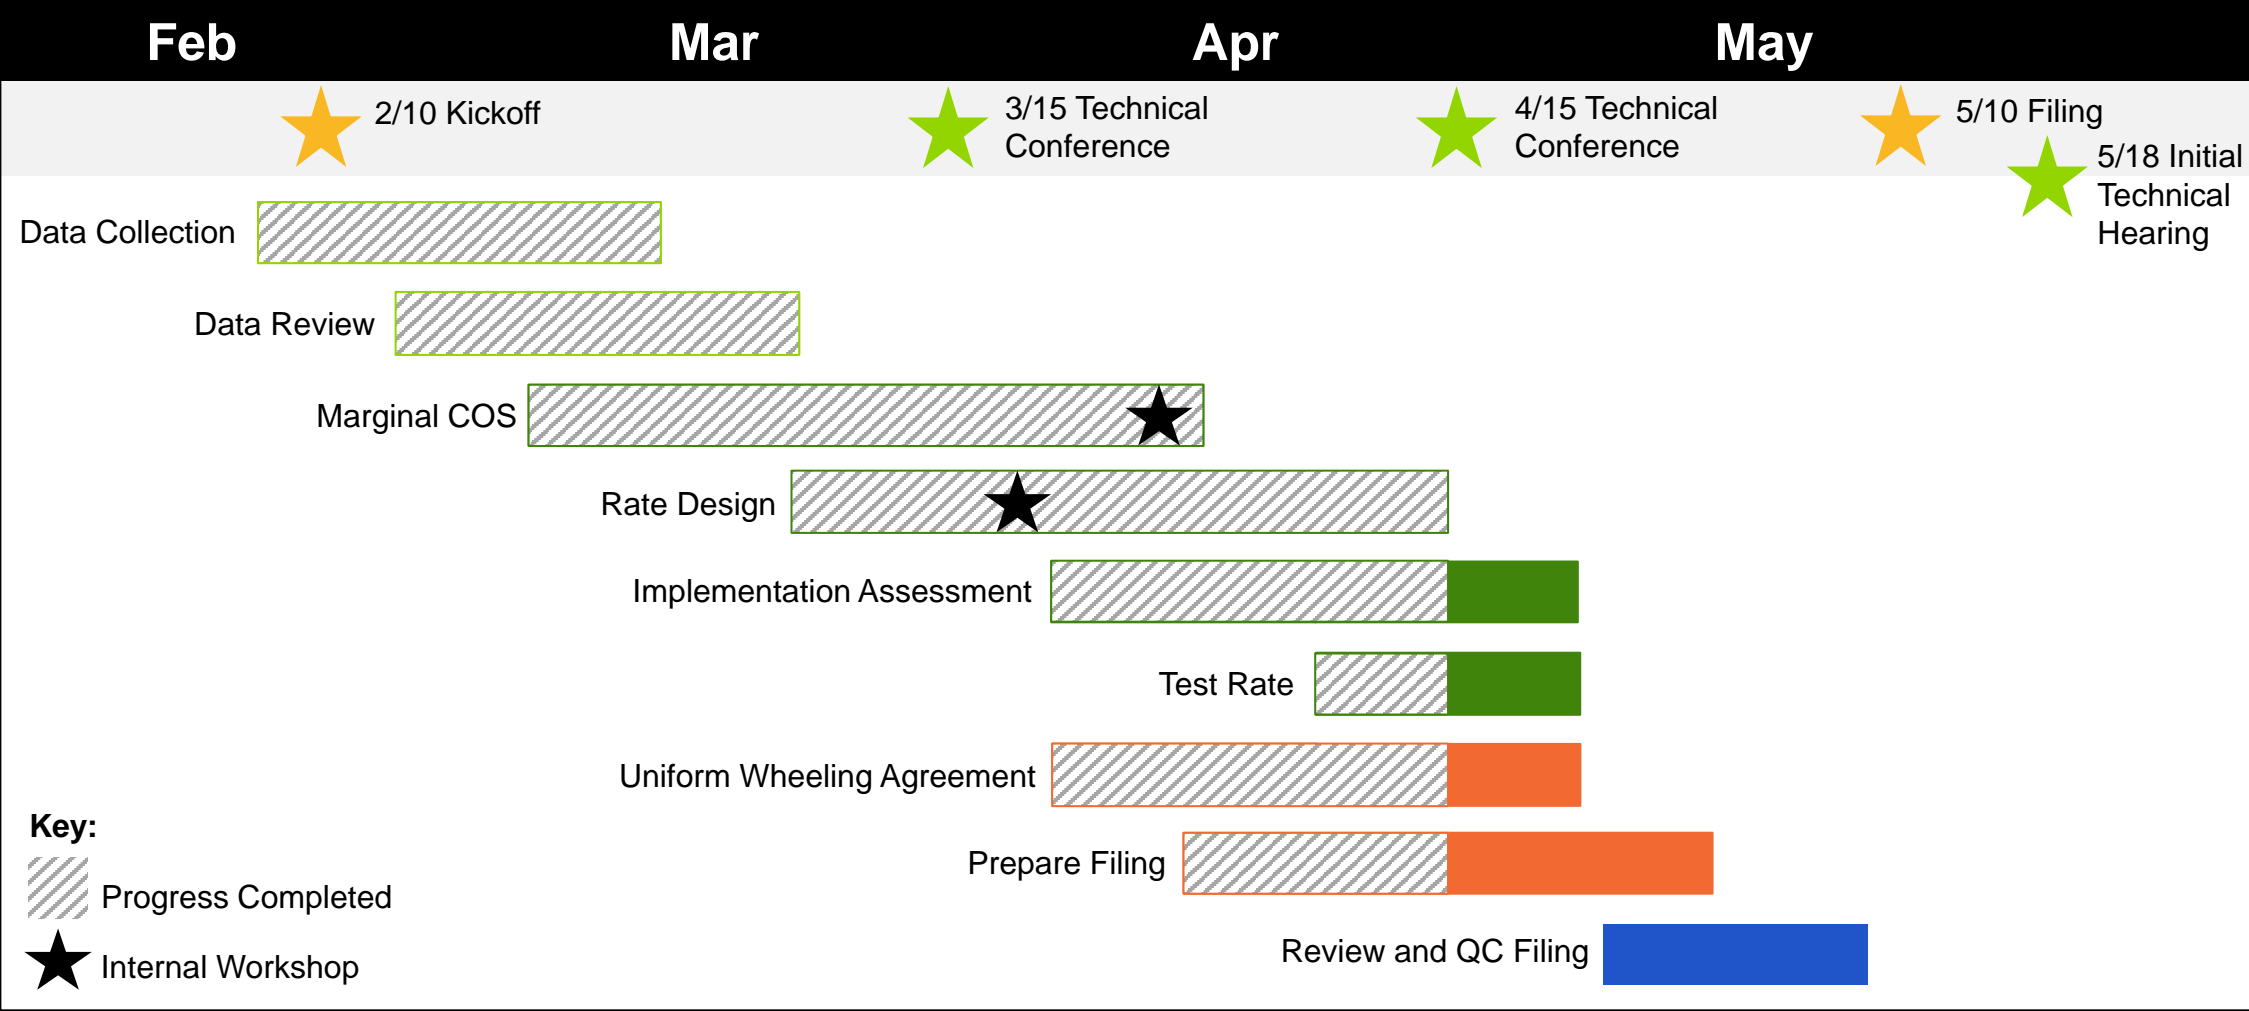 Feb Mar Apr May
2/10 Kickoff
3/15 Technical
Conference
4/15 Technical
Conference
5/10 Filing
5/18 Initial
Technical
Hearing
Data Collection
Data Review
Marginal COS
Rate Design
Implementation Assessment
Test Rate
Uniform Wheeling Agreement
Prepare Filing
Review and QC Filing
Key:
Progress Completed
Internal Workshop